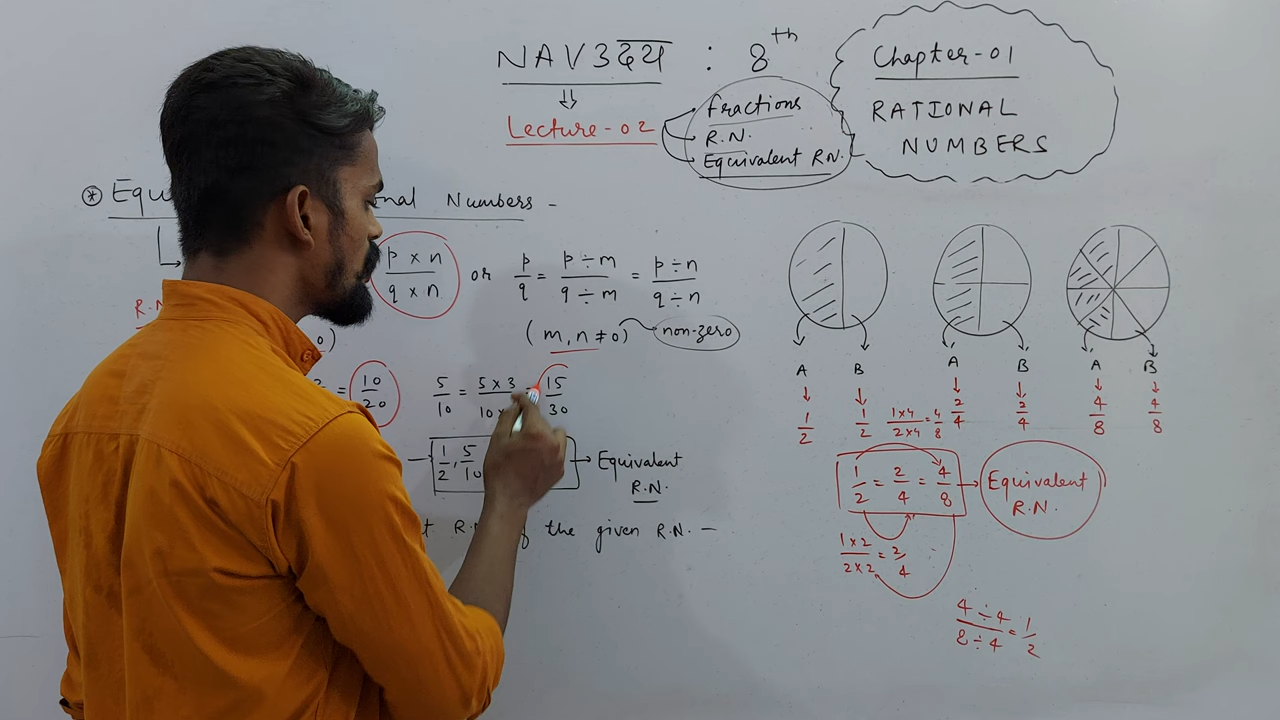 NAV उदय : 8th
⇓
Lecture-02
Fractions
R.N.
Equivalent R.N.
Chapter-01
RATIONAL
NUMBERS
Numbers -
p × n / q × n or p/q = p ÷ m / q ÷ m = p ÷ n / q ÷ n
(m, n ≠ 0) non-zero
= 10/20
5/10 = 5 × 3 / 10 × = 15/30
1/2, 5/10 → Equivalent
R.N.
R.N. of the given R.N. -
A B A B A B
1/2 1/2 2/4 2/4 4/8 4/8
1×4/2×4 = 4/8
1/2 = 2/4 = 4/8 → Equivalent
R.N.
1×2/2×2 = 2/4
4÷4/8÷4 = 1/2